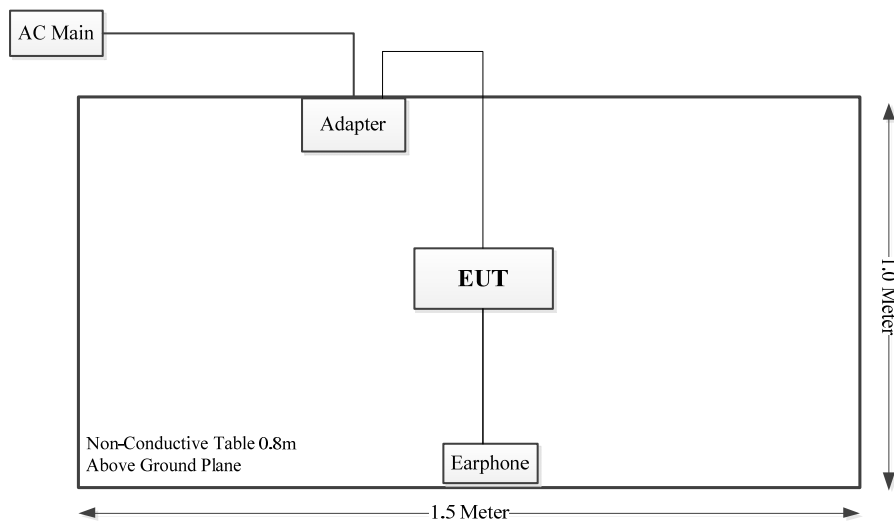 AC Main
Adapter
EUT
1.0 Meter
Non-Conductive Table 0.8m
Above Ground Plane
Earphone
1.5 Meter